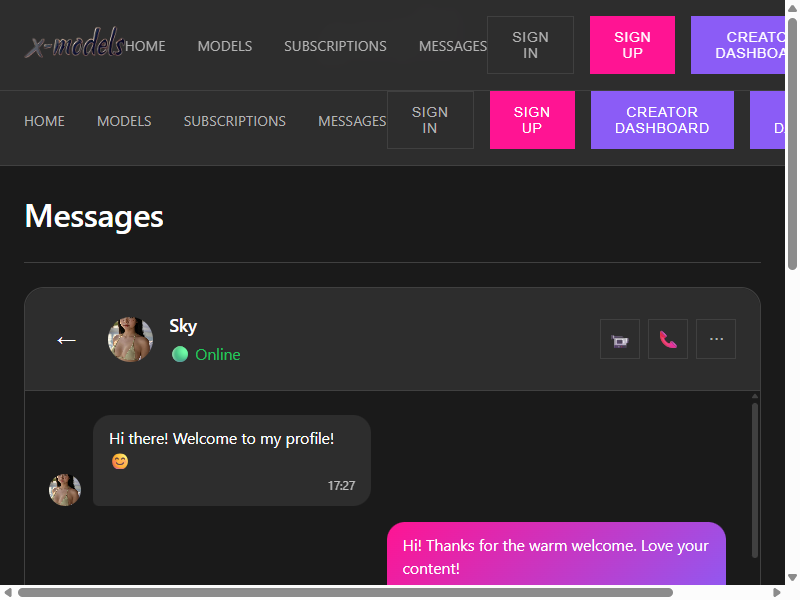 x-models HOME MODELS SUBSCRIPTIONS MESSAGES SIGN IN SIGN UP CREATO DASHBOA
HOME MODELS SUBSCRIPTIONS MESSAGES SIGN IN SIGN UP CREATOR DASHBOARD D
Messages
← Sky ...
Online
Hi there! Welcome to my profile!
😊
17:27
Hi! Thanks for the warm welcome. Love your
content!